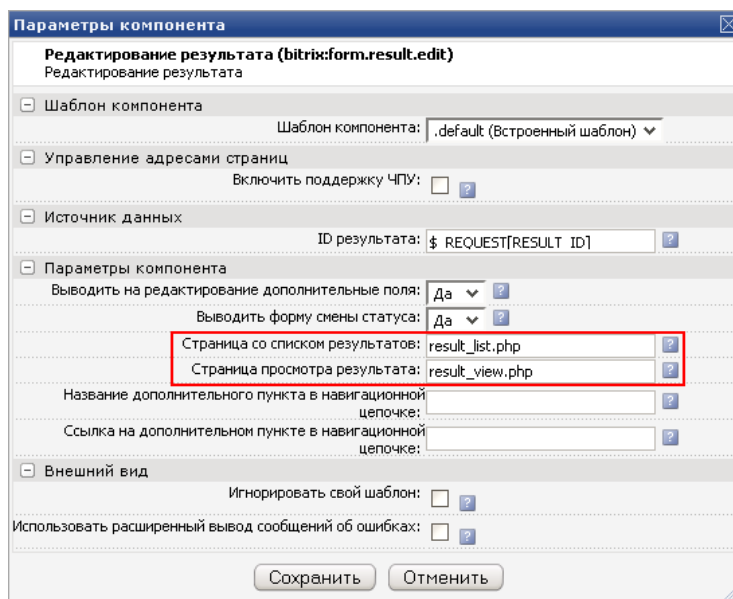 Параметры компонента
Редактирование результата (bitrix:form.result.edit)
Редактирование результата
Шаблон компонента
Шаблон компонента: .default (Встроенный шаблон)
Управление адресами страниц
Включить поддержку ЧПУ: ?
Источник данных
ID результата: $_REQUEST[RESULT_ID] ?
Параметры компонента
Выводить на редактирование дополнительные поля: Да ?
Выводить форму смены статуса: Да ?
Страница со списком результатов: result_list.php ?
Страница просмотра результата: result_view.php ?
Название дополнительного пункта в навигационной
цепочке: ?
Ссылка на дополнительном пункте в навигационной
цепочке: ?
Внешний вид
Игнорировать свой шаблон: ?
Использовать расширенный вывод сообщений об ошибках: ?
Сохранить Отменить